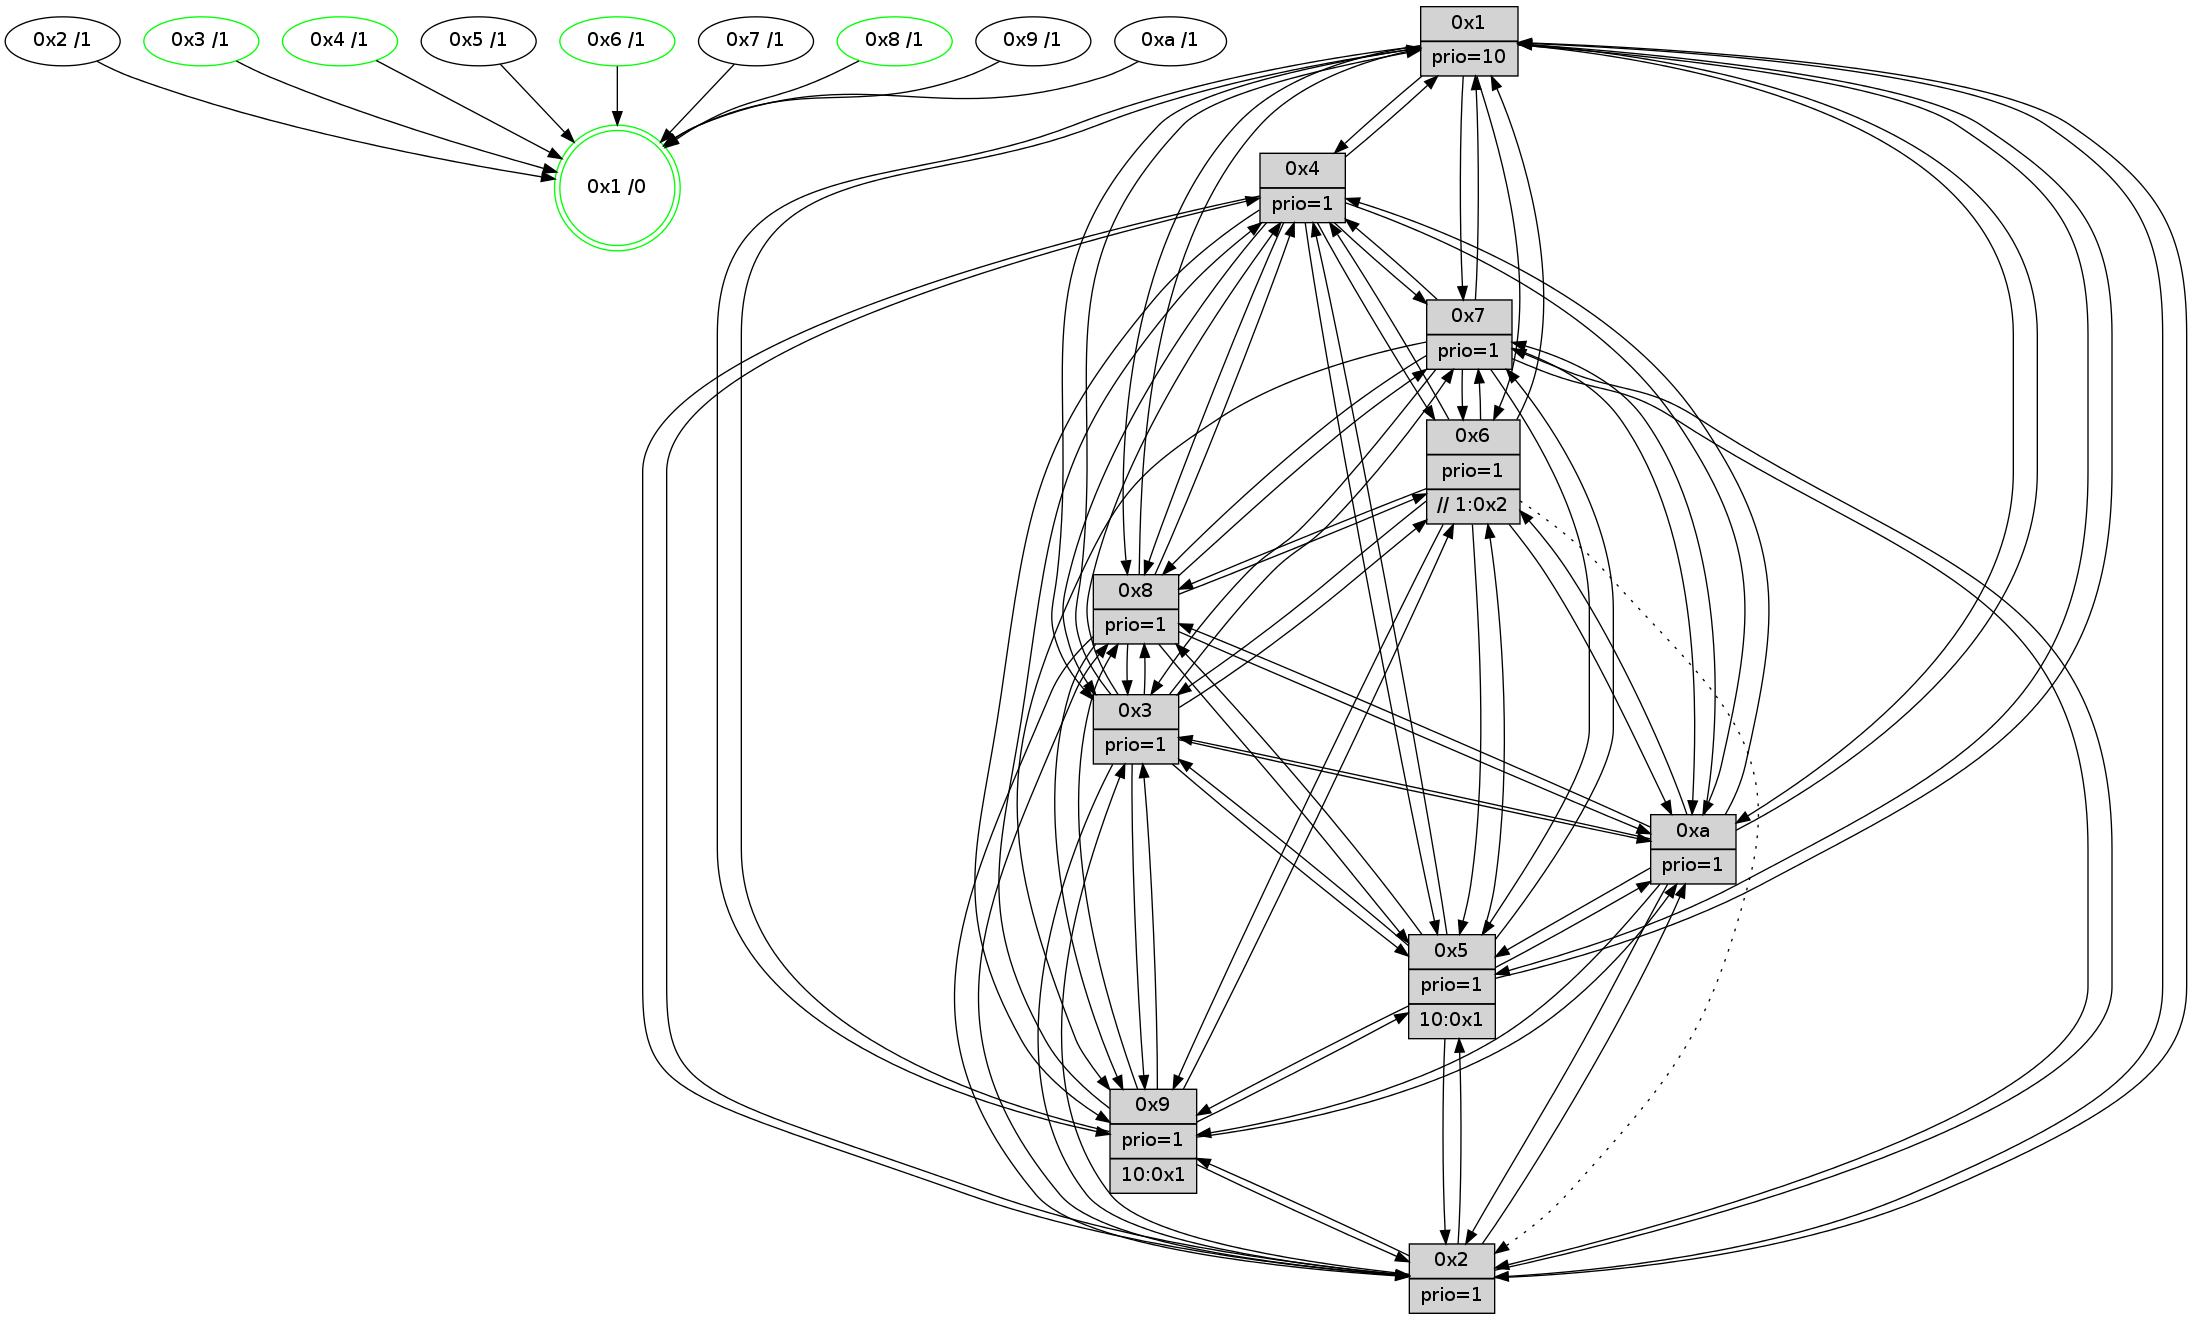 0x2 /1
0x3 /1
0x4 /1
0x5 /1
0x6 /1
0x7 /1
0x8 /1
0x9 /1
0xa /1
0x1 /0
0x1
prio=10
0x4
prio=1
0x7
prio=1
0x6
prio=1
// 1:0x2
0x8
prio=1
0x3
prio=1
0xa
prio=1
0x5
prio=1
10:0x1
0x9
prio=1
10:0x1
0x2
prio=1